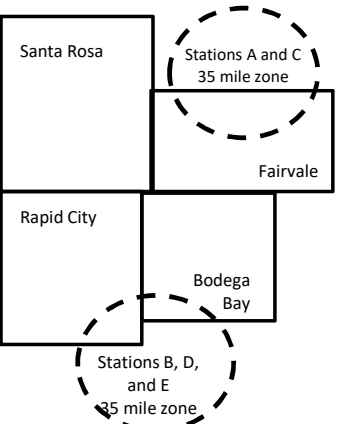 Santa Rosa
Stations A and C
35 mile zone
Fairvale
Rapid City
Bodega
Bay
Stations B, D,
and E
35 mile zone